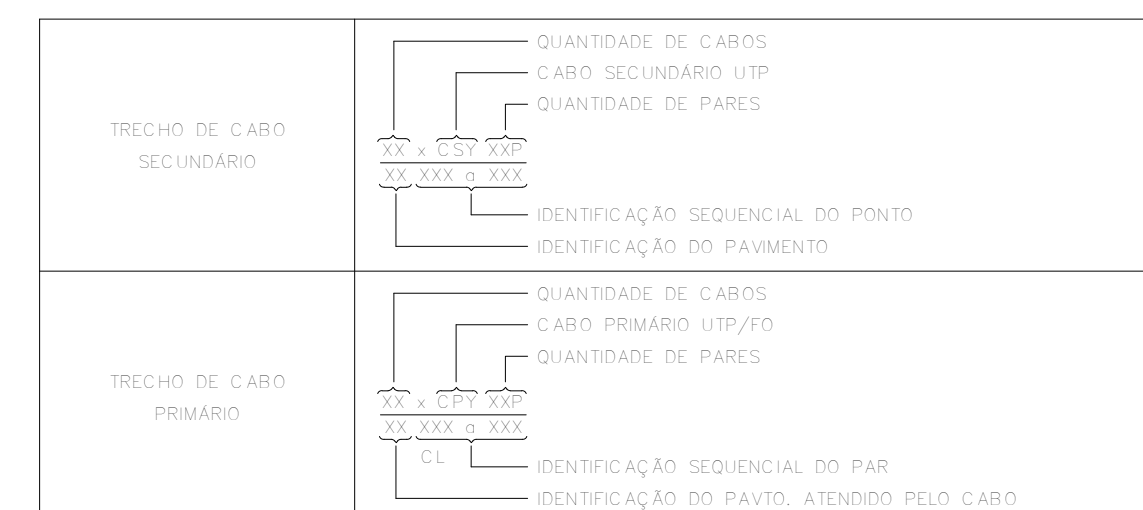 TRECHO DE CABO
SECUNDÁRIO
QUANTIDADE DE CABOS
CABO SECUNDÁRIO UTP
QUANTIDADE DE PARES
XX x CSY XXP
XX XXX a XXX
IDENTIFICAÇÃO SEQUENCIAL DO PONTO
IDENTIFICAÇÃO DO PAVIMENTO
TRECHO DE CABO
PRIMÁRIO
QUANTIDADE DE CABOS
CABO PRIMÁRIO UTP/FO
QUANTIDADE DE PARES
XX x CPY XXP
XX XXX a XXX
CL
IDENTIFICAÇÃO SEQUENCIAL DO PAR
IDENTIFICAÇÃO DO PAVTO. ATENDIDO PELO CABO